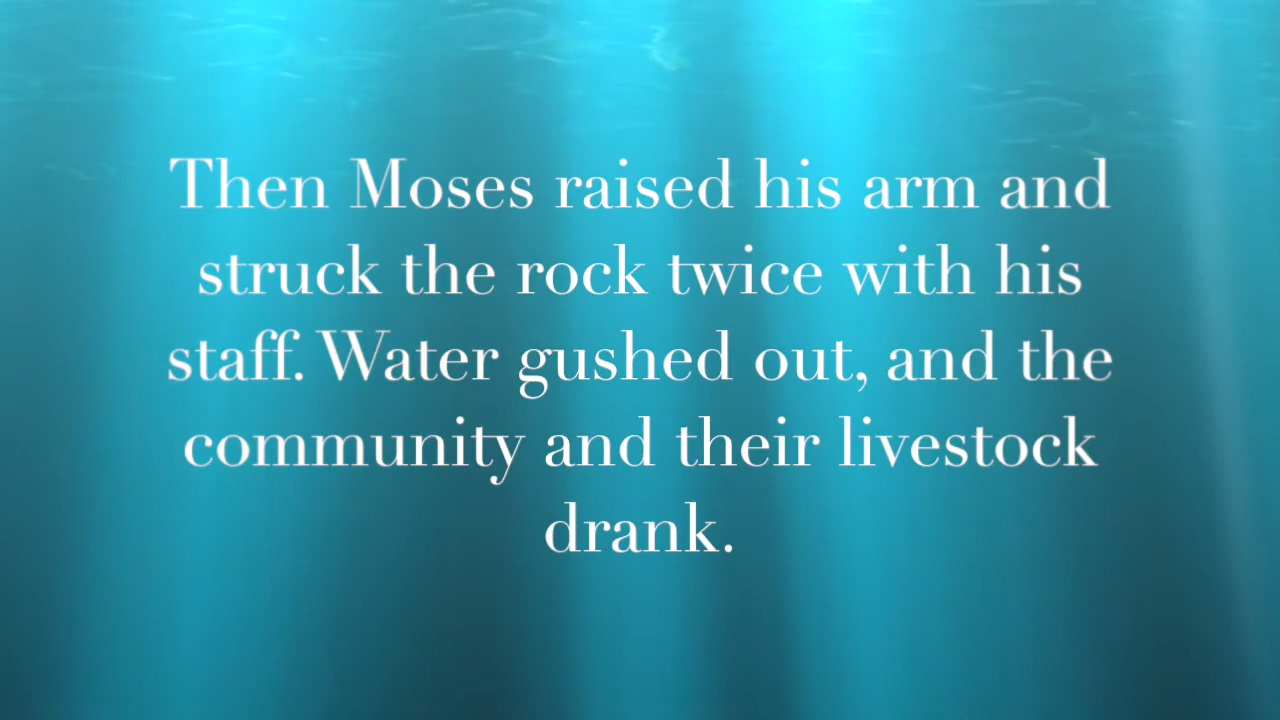 Then Moses raised his arm and
struck the rock twice with his
staff. Water gushed out, and the
community and their livestock
drank.